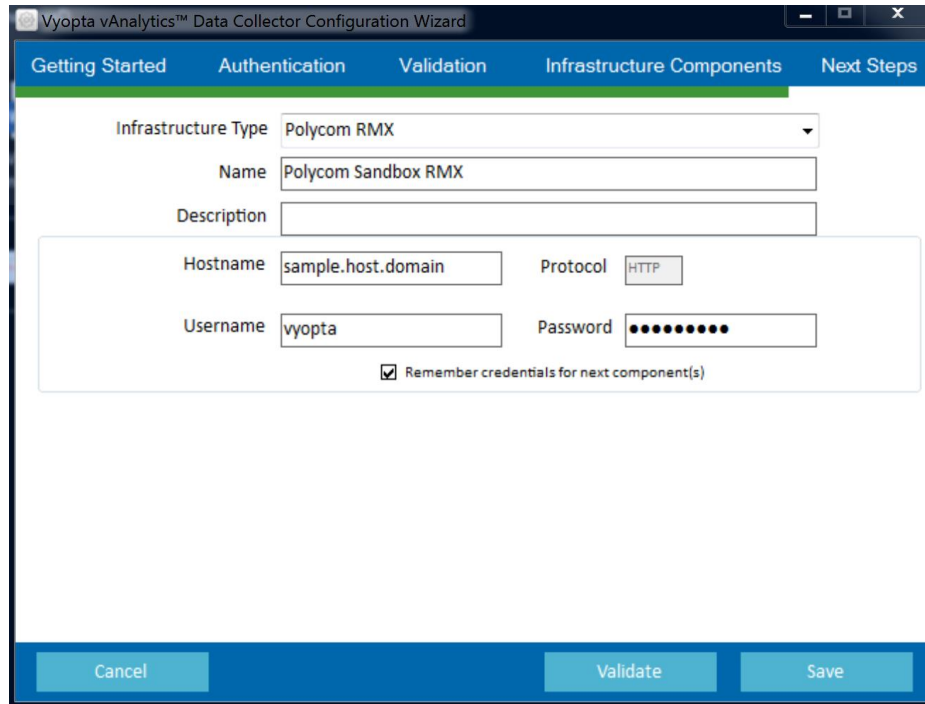 Vyopta vAnalytics™ Data Collector Configuration Wizard
Getting Started Authentication Validation Infrastructure Components Next Steps
Infrastructure Type Polycom RMX
Name Polycom Sandbox RMX
Description
Hostname sample.host.domain Protocol HTTP
Username vyopta Password ●●●●●●●●●
Remember credentials for next component(s)
Cancel Validate Save